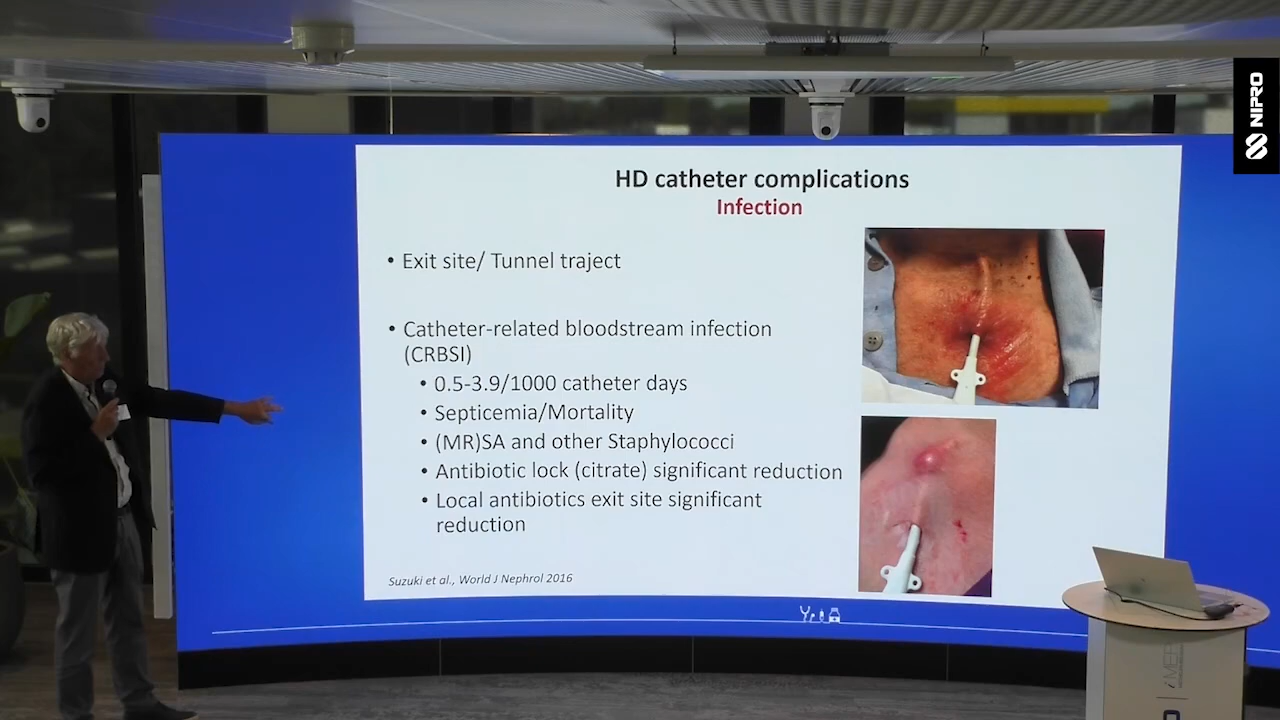 NIPRO
HD catheter complications
Infection
• Exit site/ Tunnel traject
• Catheter-related bloodstream infection
(CRBSI)
• 0.5-3.9/1000 catheter days
• Septicemia/Mortality
• (MR)SA and other Staphylococci
• Antibiotic lock (citrate) significant reduction
• Local antibiotics exit site significant
reduction
Suzuki et al., World J Nephrol 2016